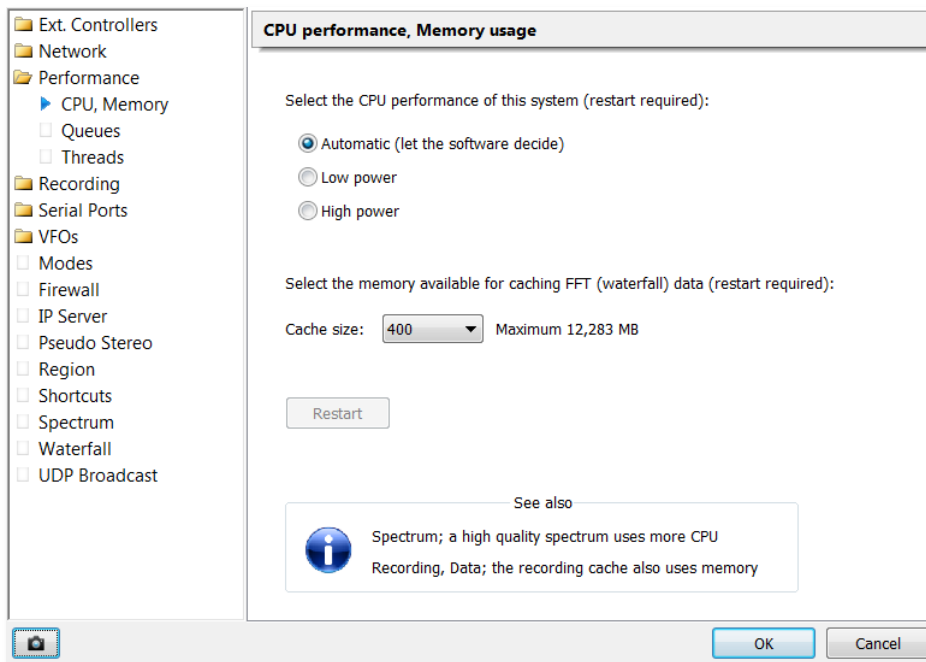 Ext. Controllers
Network
Performance
CPU, Memory
Queues
Threads
Recording
Serial Ports
VFOs
Modes
Firewall
IP Server
Pseudo Stereo
Region
Shortcuts
Spectrum
Waterfall
UDP Broadcast
CPU performance, Memory usage
Select the CPU performance of this system (restart required):
Automatic (let the software decide)
Low power
High power
Select the memory available for caching FFT (waterfall) data (restart required):
Cache size: 400 Maximum 12,283 MB
Restart
See also
Spectrum; a high quality spectrum uses more CPU
Recording, Data; the recording cache also uses memory
OK Cancel